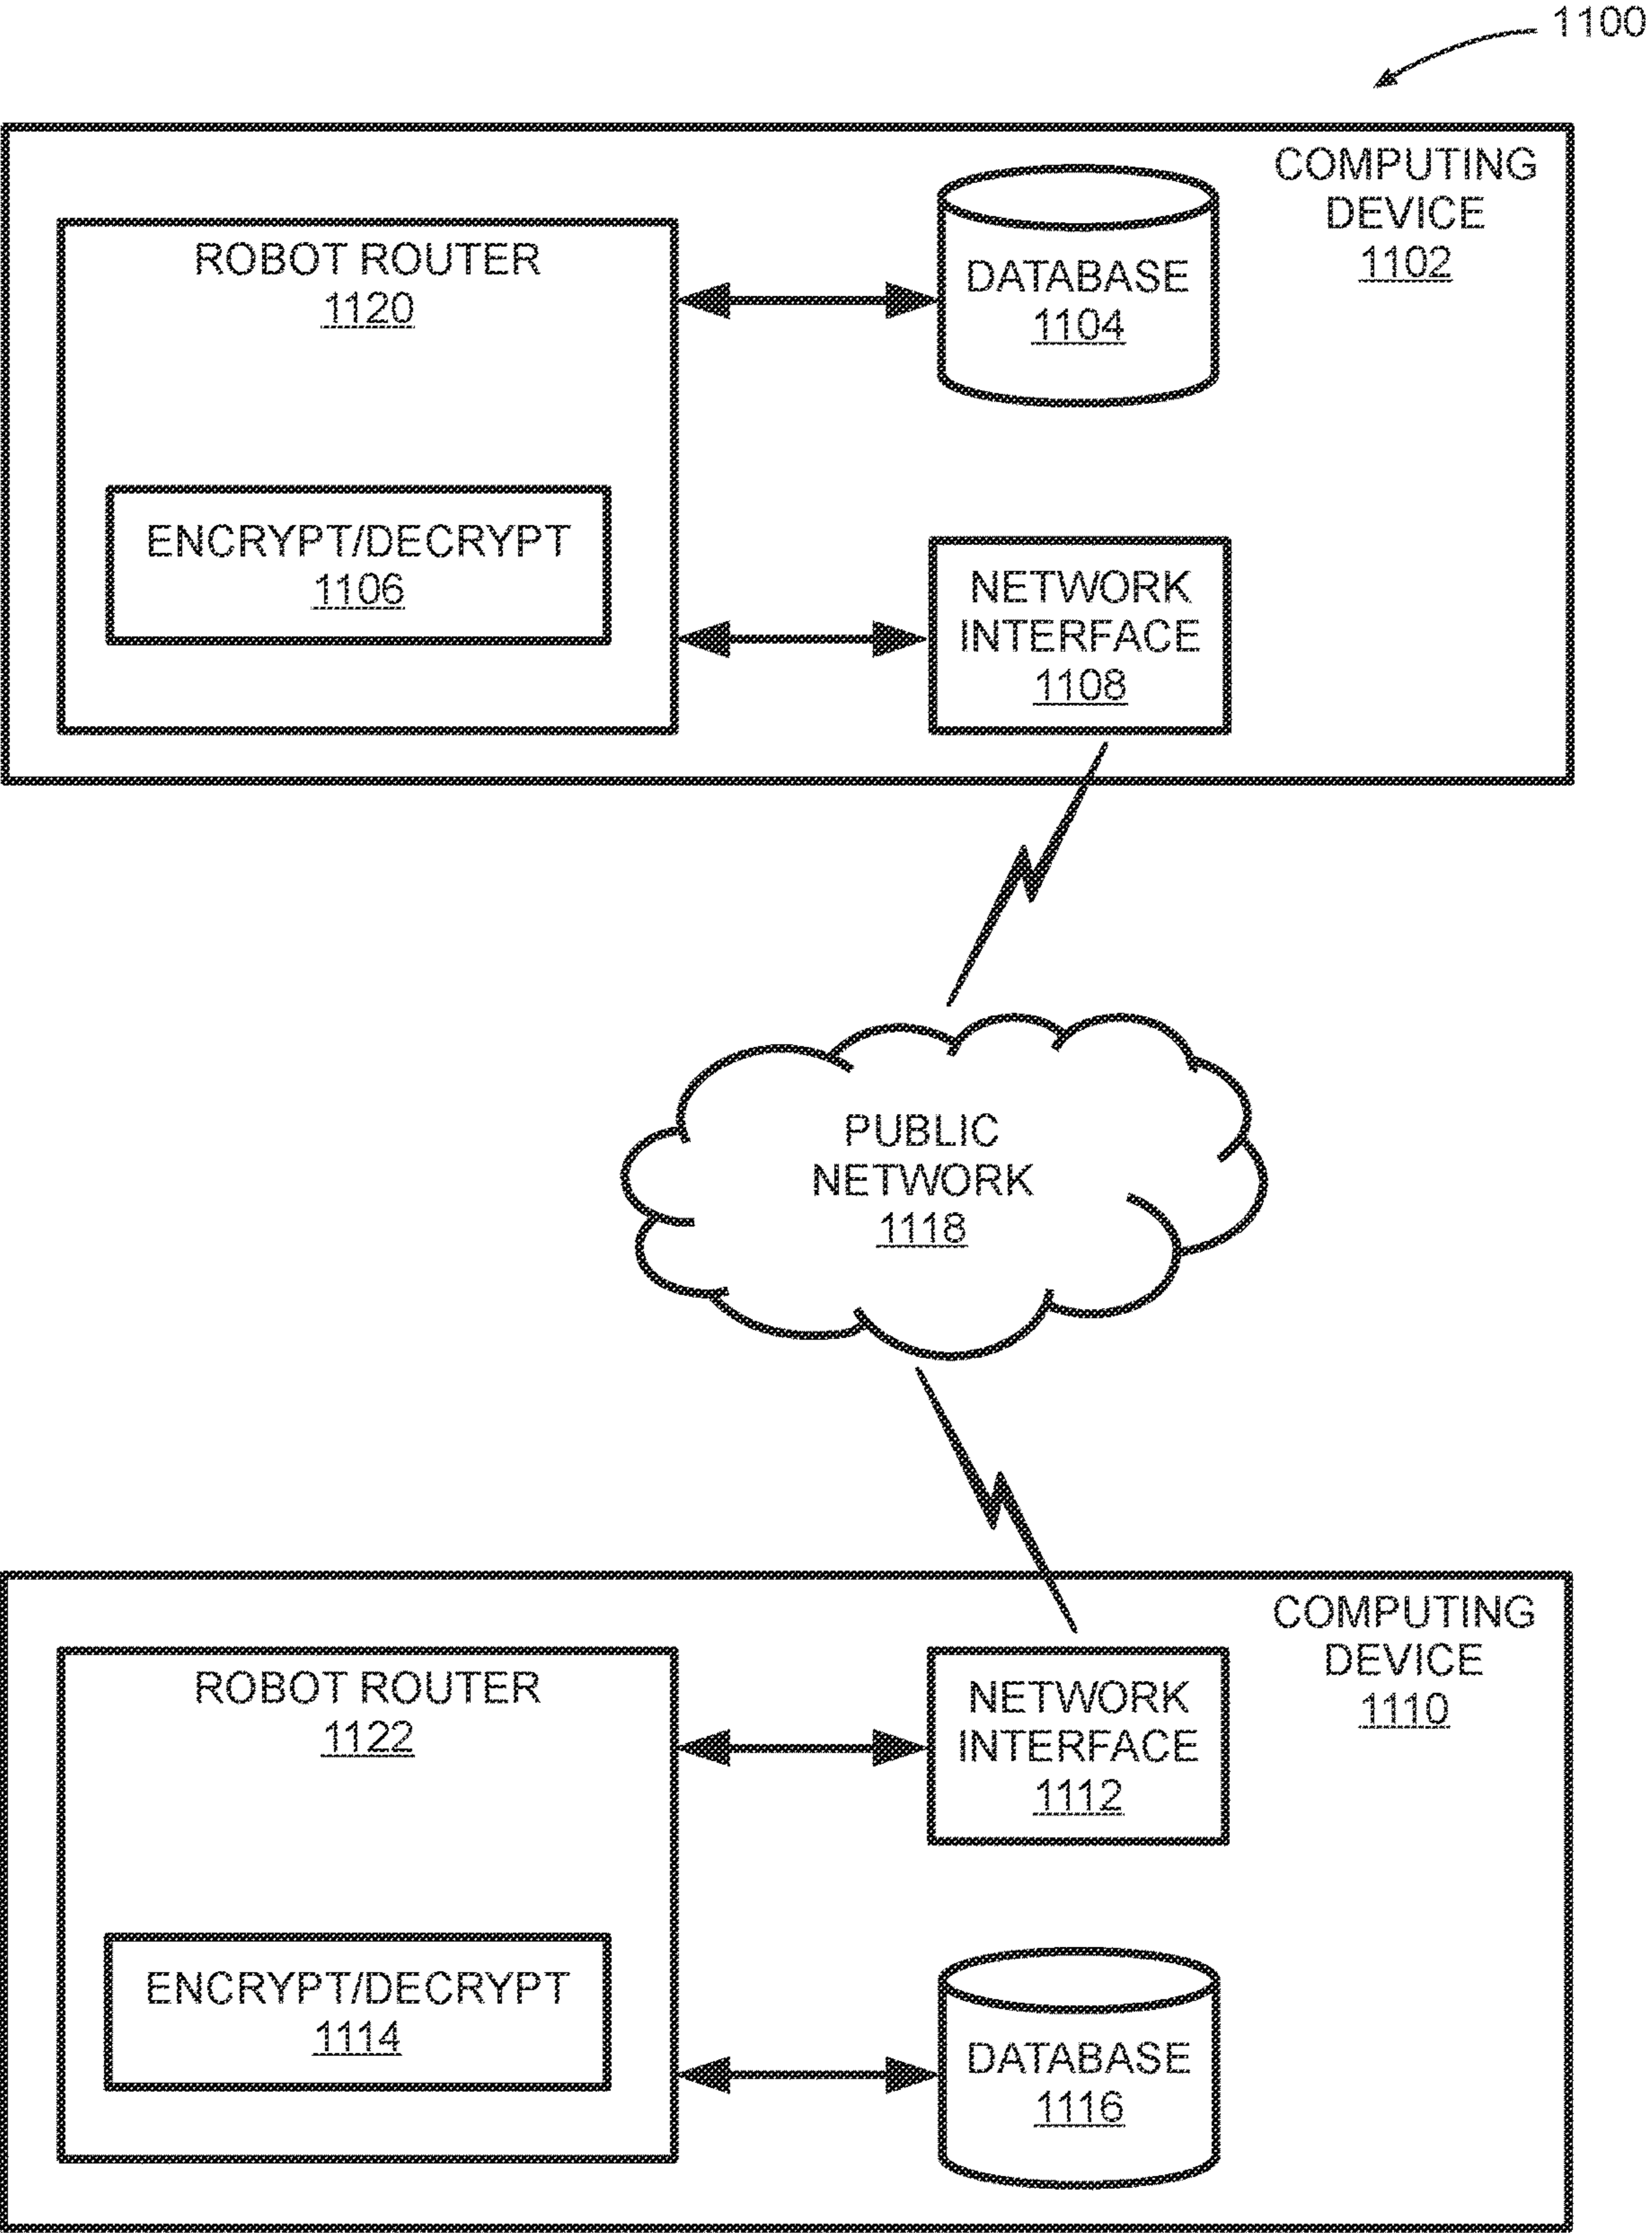 1100
COMPUTING
DEVICE
1102
ROBOT ROUTER
1120
DATABASE
1104
ENCRYPT/DECRYPT
1106
NETWORK
INTERFACE
1108
PUBLIC
NETWORK
1118
COMPUTING
DEVICE
1110
ROBOT ROUTER
1122
NETWORK
INTERFACE
1112
ENCRYPT/DECRYPT
1114
DATABASE
1116